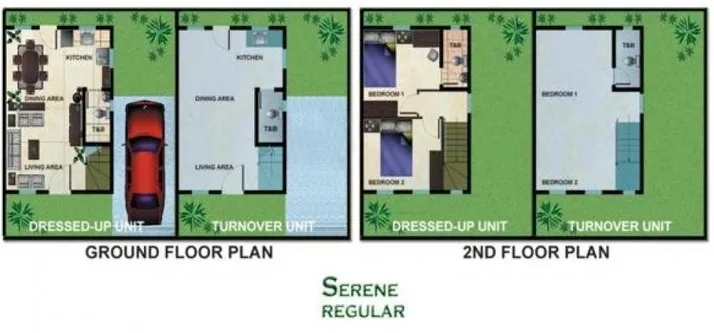 KITCHEN
DINING AREA
T&B
LIVING AREA
DRESSED-UP UNIT
KITCHEN
DINING AREA
T&B
LIVING AREA
TURNOVER UNIT
GROUND FLOOR PLAN
T&B
BEDROOM 1
BEDROOM 2
DRESSED-UP UNIT
T&B
BEDROOM 1
BEDROOM 2
TURNOVER UNIT
2ND FLOOR PLAN
SERENE
REGULAR